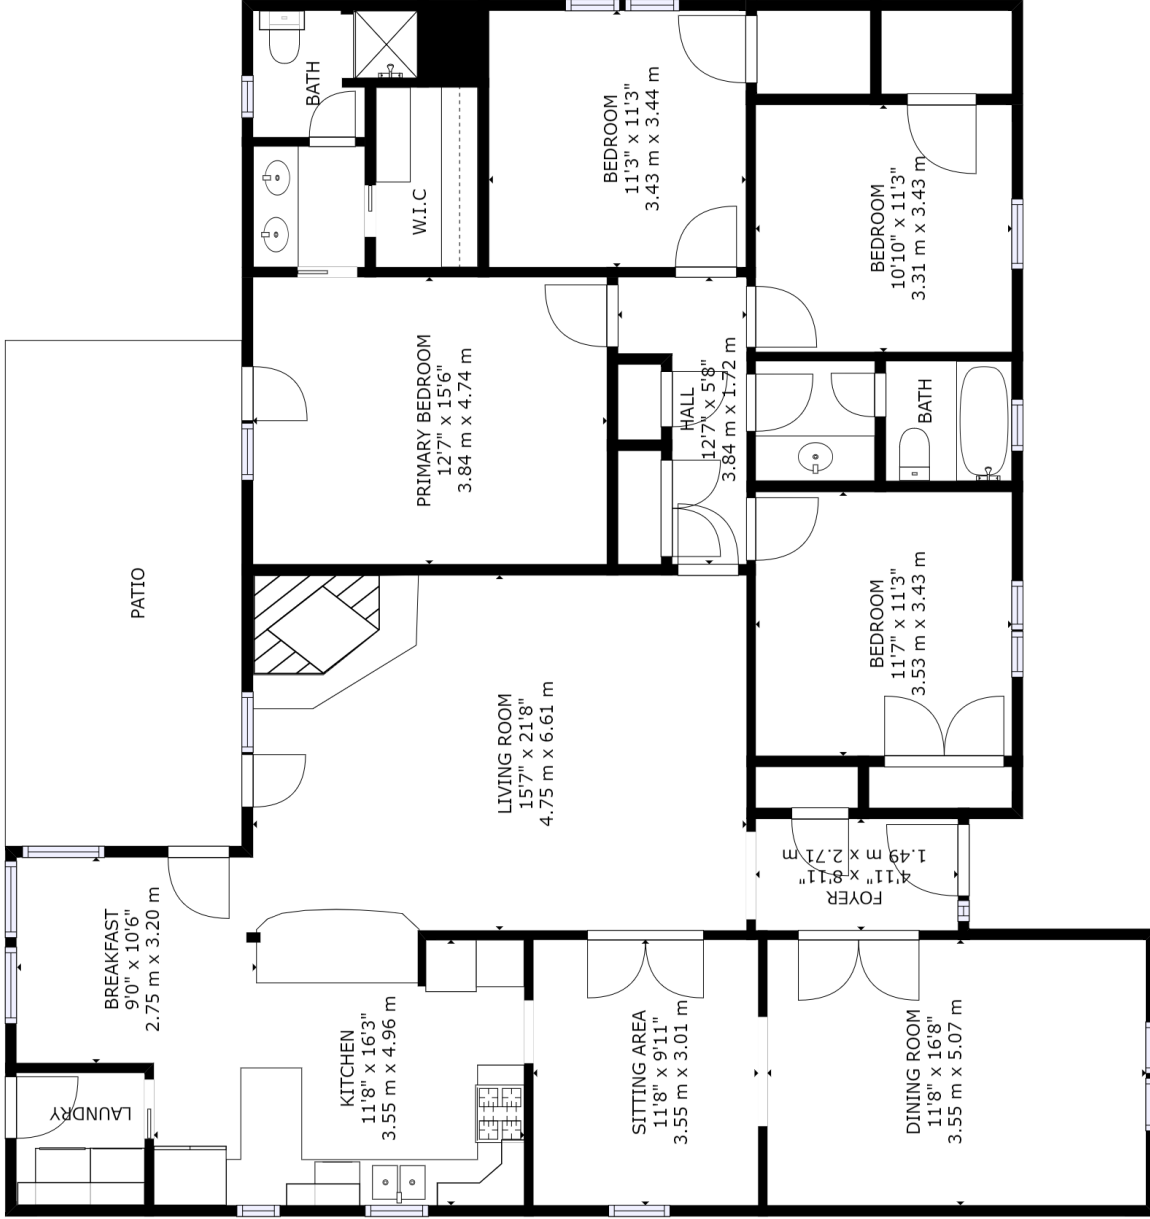 BATH
W.I.C
BEDROOM
11'3" x 11'3"
3.43 m x 3.44 m
BEDROOM
10'10" x 11'3"
3.31 m x 3.43 m
PRIMARY BEDROOM
12'7" x 15'6"
3.84 m x 4.74 m
HALL
12'7" x 5'8"
3.84 m x 1.72 m
BATH
PATIO
BEDROOM
11'7" x 11'3"
3.53 m x 3.43 m
LIVING ROOM
15'7" x 21'8"
4.75 m x 6.61 m
FOYER
4'11" x 8'11"
1.49 m x 2.71 m
BREAKFAST
9'0" x 10'6"
2.75 m x 3.20 m
KITCHEN
11'8" x 16'3"
3.55 m x 4.96 m
SITTING AREA
11'8" x 9'11"
3.55 m x 3.01 m
DINING ROOM
11'8" x 16'8"
3.55 m x 5.07 m
LAUNDRY